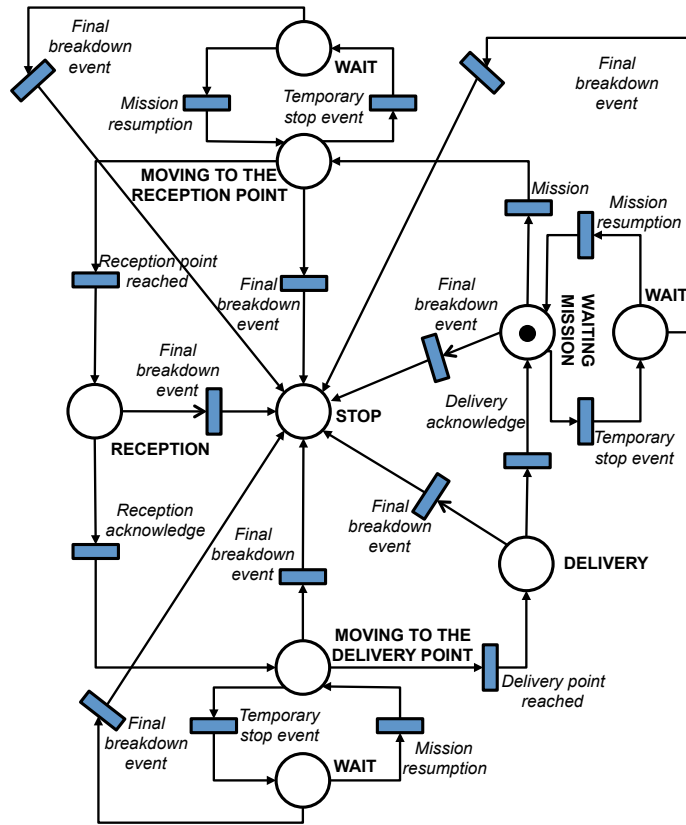 Final
breakdown
event
WAIT
Final
breakdown
event
Mission
resumption
Temporary
stop event
MOVING TO THE
RECEPTION POINT
Mission
Mission
resumption
Reception point
reached
Final
breakdown
event
Final
breakdown
event
WAITING
MISSION
WAIT
Final
breakdown
event
STOP
RECEPTION
Delivery
acknowledge
Temporary
stop event
Reception
acknowledge
Final
breakdown
event
Final
breakdown
event
DELIVERY
MOVING TO THE
DELIVERY POINT
Delivery point
reached
Final
breakdown
event
Temporary
stop event
Mission
resumption
WAIT